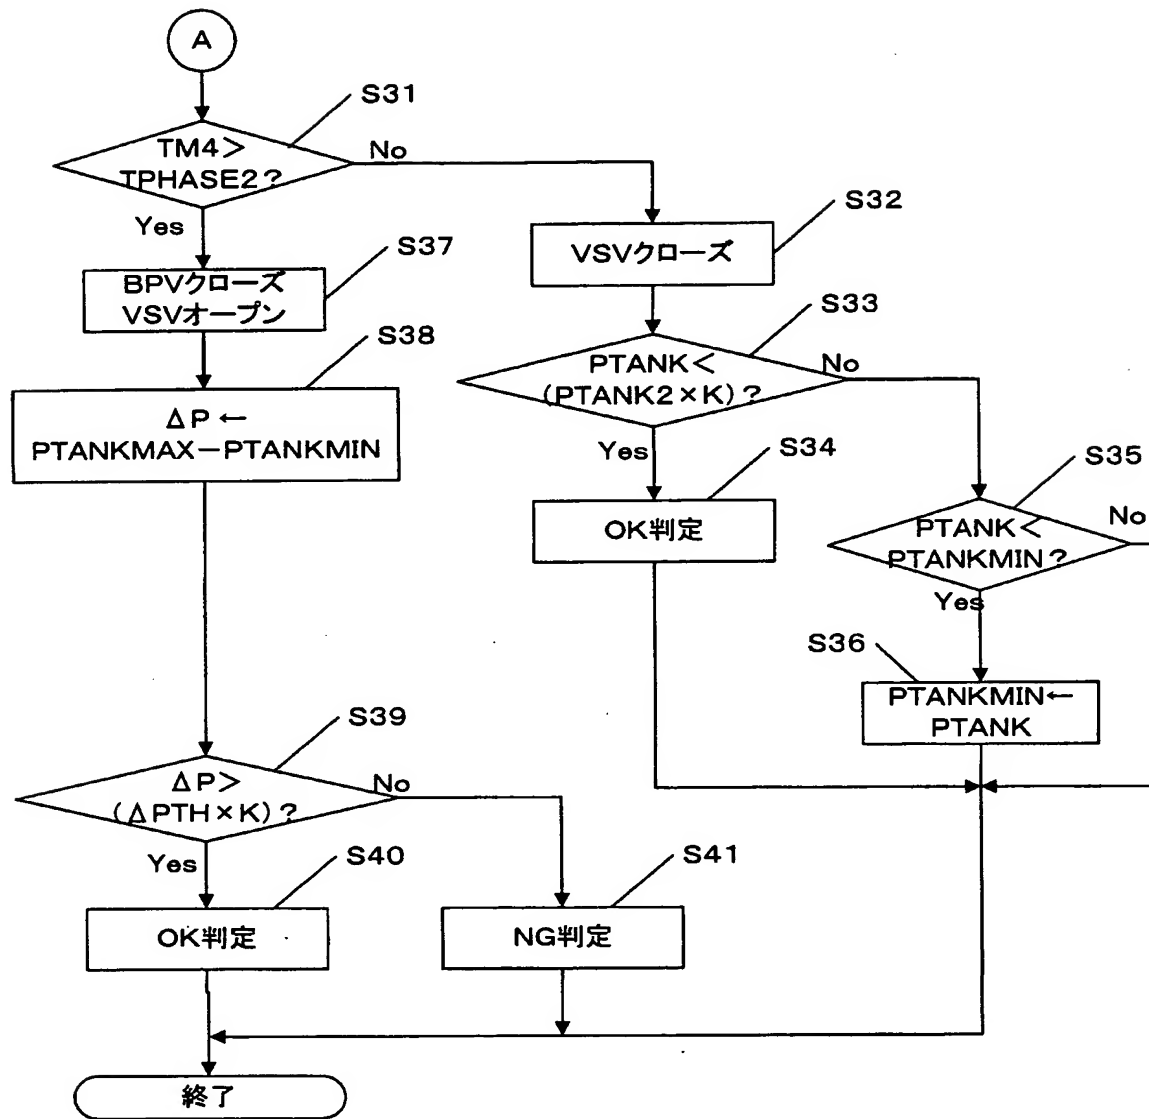 A
S31
TM4>
TPHASE2?
No
Yes
S32
VSVクローズ
S37
BPVクローズ
VSVオープン
S33
PTANK<
(PTANK2×K)?
No
Yes
S38
ΔP←
PTANKMAX−PTANKMIN
S34
OK判定
S35
PTANK<
PTANKMIN?
No
Yes
S36
PTANKMIN←
PTANK
S39
ΔP>
(ΔPTH×K)?
No
Yes
S40
OK判定
S41
NG判定
終了